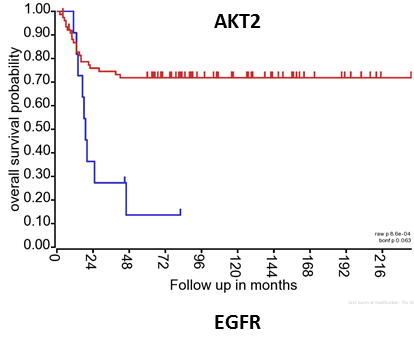 AKT2
overall survival probability
1.00
0.90
0.80
0.70
0.60
0.50
0.40
0.30
0.20
0.10
0.00
raw p 8.6e-04
bonf p 0.063
0 24 48 72 96 120 144 168 192 216
Follow up in months
EGFR